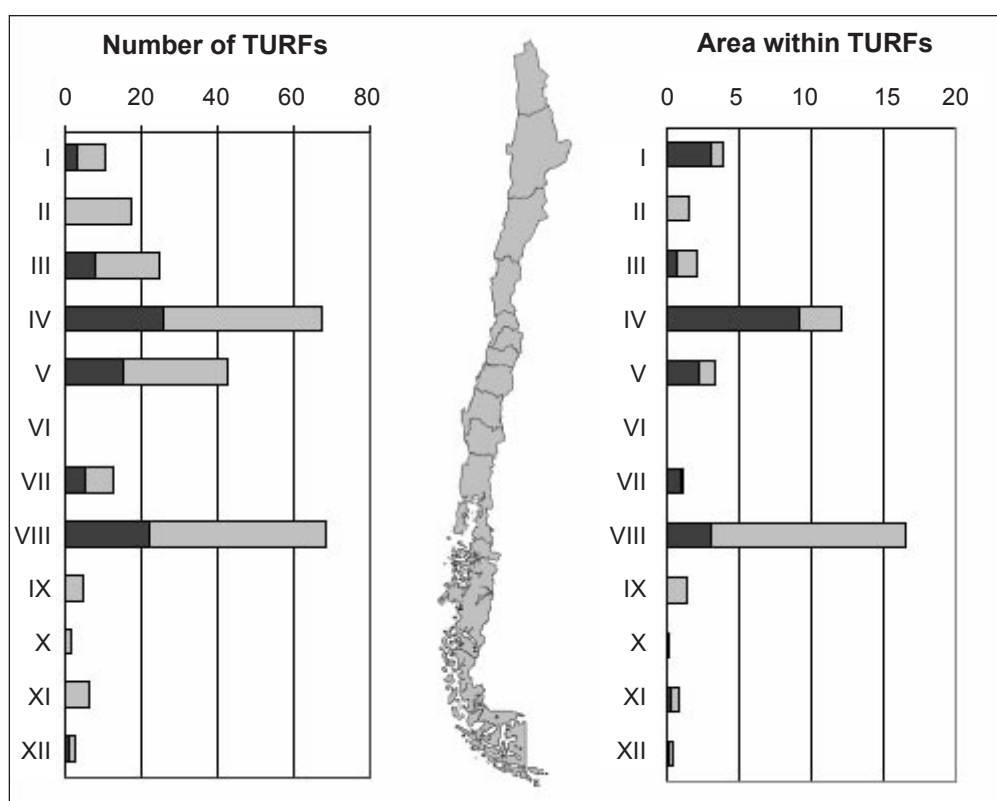 Number of TURFs
0 20 40 60 80
I
II
III
IV
V
VI
VII
VIII
IX
X
XI
XII
Area within TURFs
0 5 10 15 20
I
II
III
IV
V
VI
VII
VIII
IX
X
XI
XII